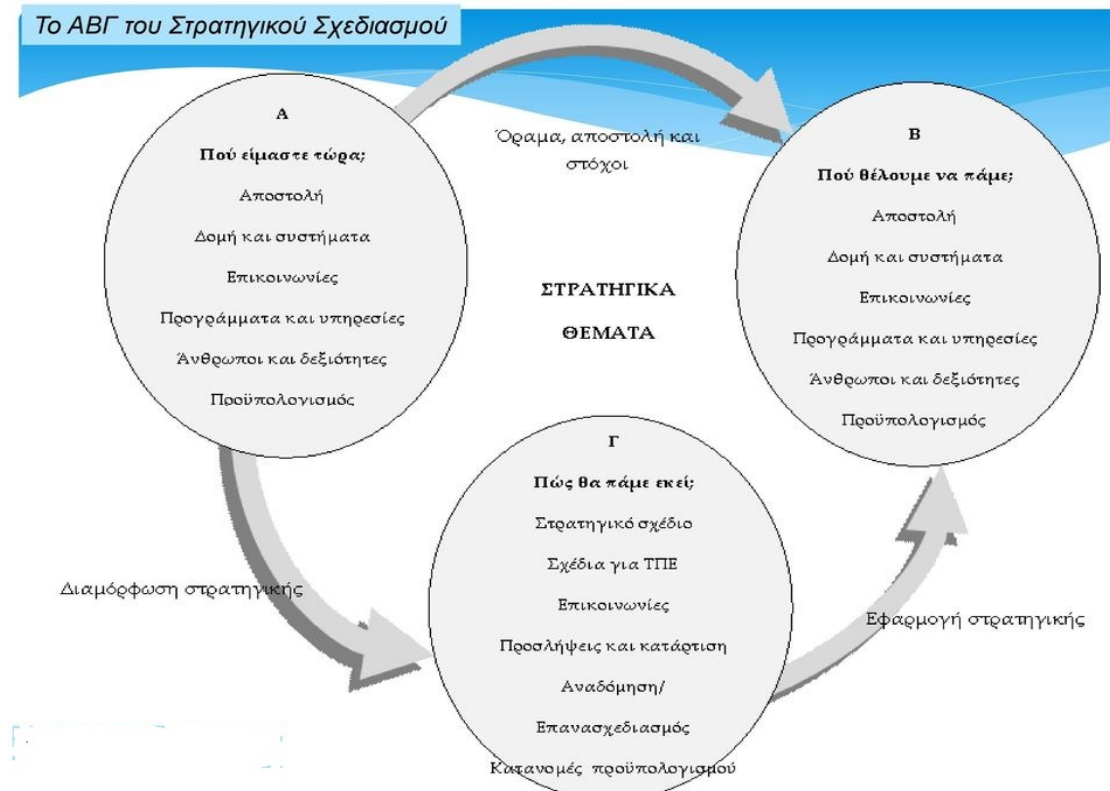 Το ΑΒΓ του Στρατηγικού Σχεδιασμού
Α
Πού είμαστε τώρα;
Αποστολή
Δομή και συστήματα
Επικοινωνίες
Προγράμματα και υπηρεσίες
Άνθρωποι και δεξιότητες
Προϋπολογισμός
Όραμα, αποστολή και
στόχοι
Β
Πού θέλουμε να πάμε;
Αποστολή
Δομή και συστήματα
Επικοινωνίες
Προγράμματα και υπηρεσίες
Άνθρωποι και δεξιότητες
Προϋπολογισμός
ΣΤΡΑΤΗΓΙΚΑ
ΘΕΜΑΤΑ
Διαμόρφωση στρατηγικής
Γ
Πώς θα πάμε εκεί;
Στρατηγικό σχέδιο
Σχέδια για ΤΠΕ
Επικοινωνίες
Προσλήψεις και κατάρτιση
Αναδόμηση/
Επανασχεδιασμός
Κατανομές προϋπολογισμού
Εφαρμογή στρατηγικής